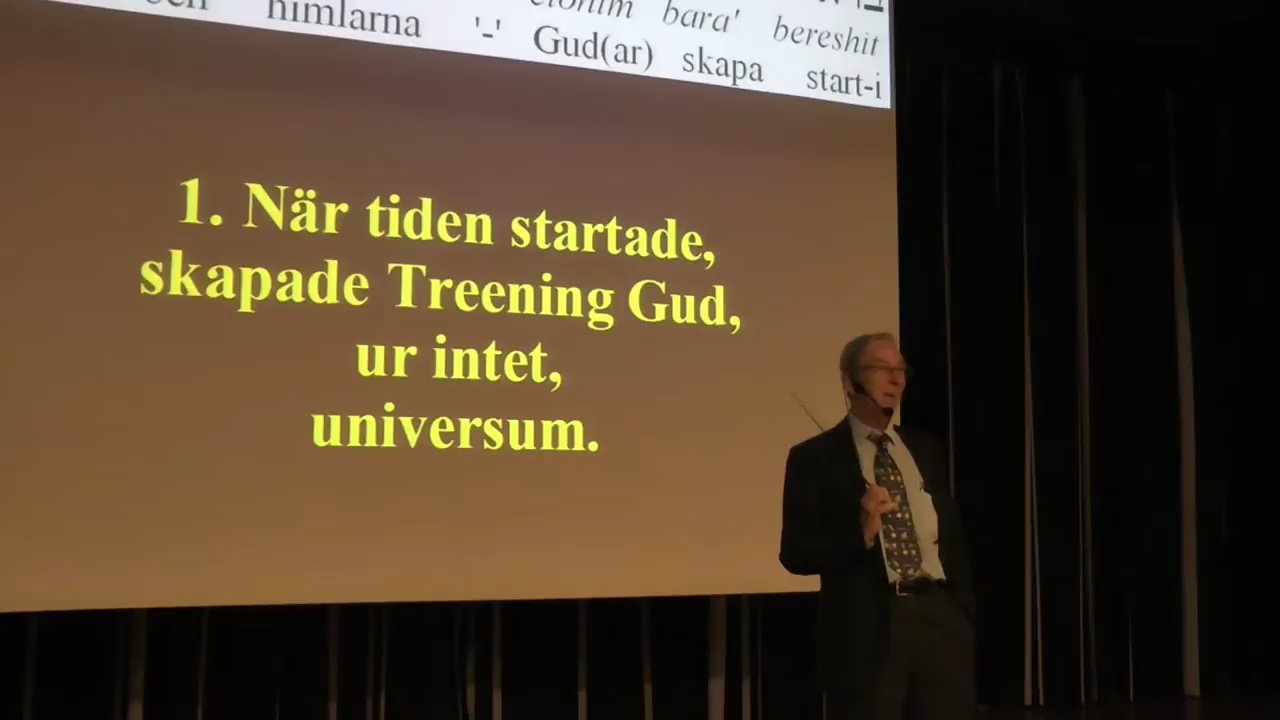 bara' bereshit
himlarna '-' Gud(ar) skapa start-i
1. När tiden startade,
skapade Treening Gud,
ur intet,
universum.